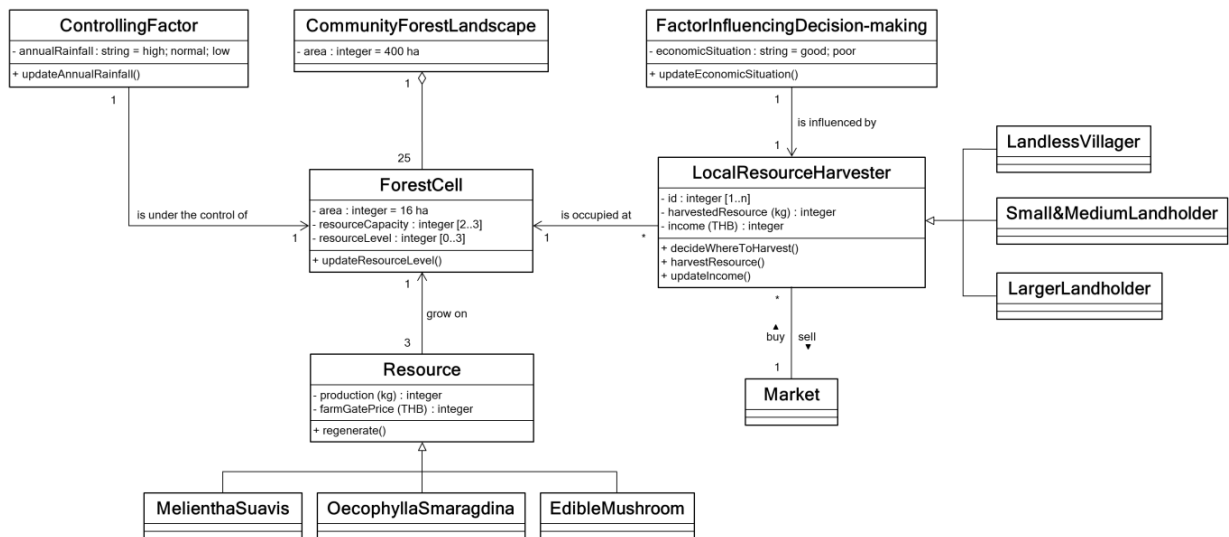 ControllingFactor
- annualRainfall : string = high; normal; low
+ updateAnnualRainfall()
CommunityForestLandscape
- area : integer = 400 ha
FactorInfluencingDecision-making
- economicSituation : string = good; poor
+ updateEconomicSituation()
1
1
1
is influenced by
25
1
ForestCell
- area : integer = 16 ha
- resourceCapacity : integer [2..3]
- resourceLevel : integer [0..3]
+ updateResourceLevel()
is under the control of
1
is occupied at
1
*
LocalResourceHarvester
- id : integer [1..n]
- harvestedResource (kg) : integer
- income (THB) : integer
+ decideWhereToHarvest()
+ harvestResource()
+ updateIncome()
LandlessVillager
Small&MediumLandholder
LargerLandholder
1
grow on
3
*
▲
buy
sell
▼
1
Resource
- production (kg) : integer
- farmGatePrice (THB) : integer
+ regenerate()
Market
MelienthaSuavis
OecophyllaSmaragdina
EdibleMushroom